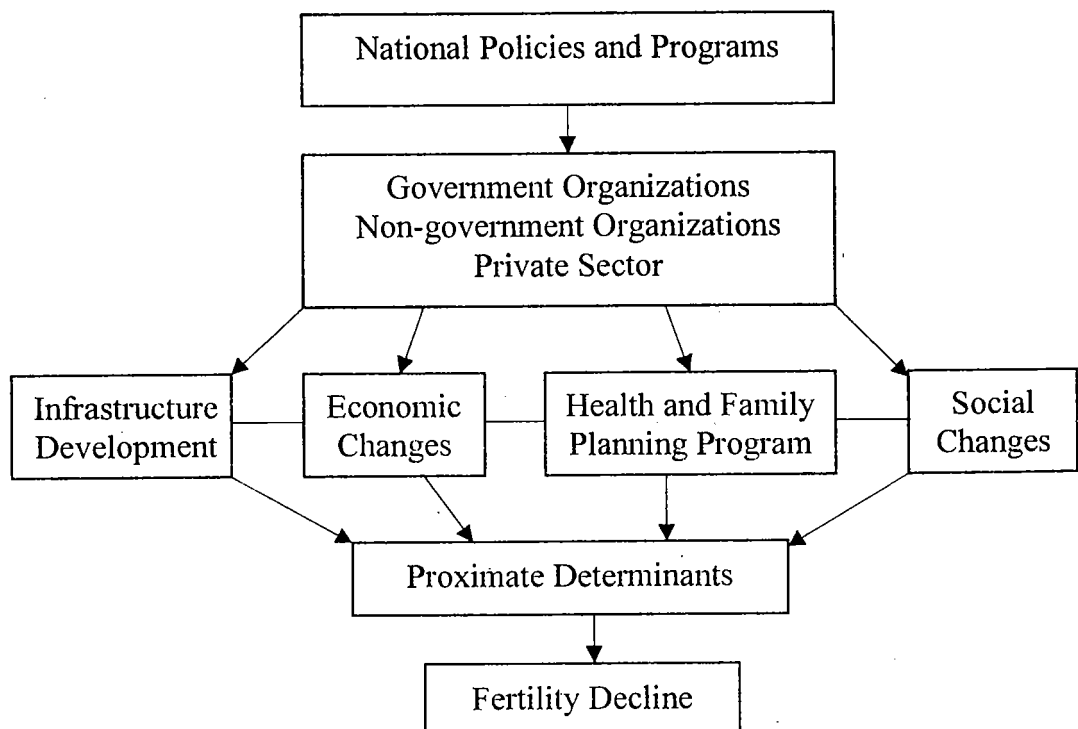 National Policies and Programs
Government Organizations
Non-government Organizations
Private Sector
Infrastructure
Development
Economic
Changes
Health and Family
Planning Program
Social
Changes
Proximate Determinants
Fertility Decline